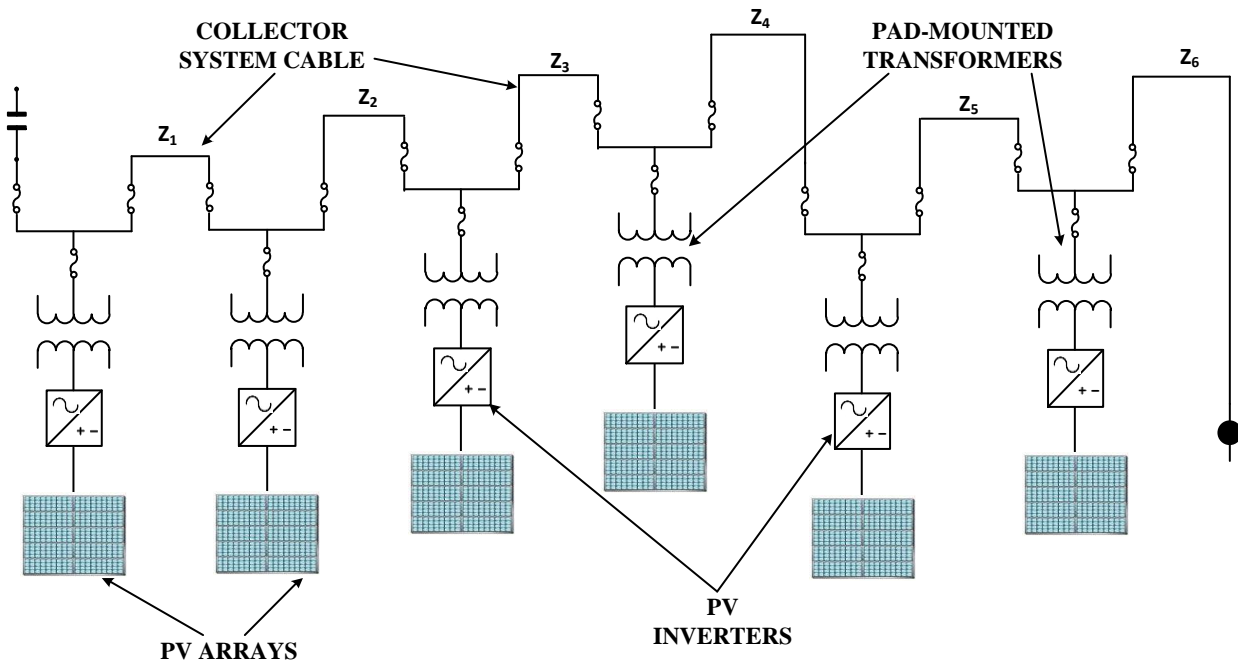 COLLECTOR
SYSTEM CABLE
PAD-MOUNTED
TRANSFORMERS
Z₁
Z₂
Z₃
Z₄
Z₅
Z₆
+ -
+ -
+ -
+ -
+ -
+ -
PV ARRAYS
PV
INVERTERS